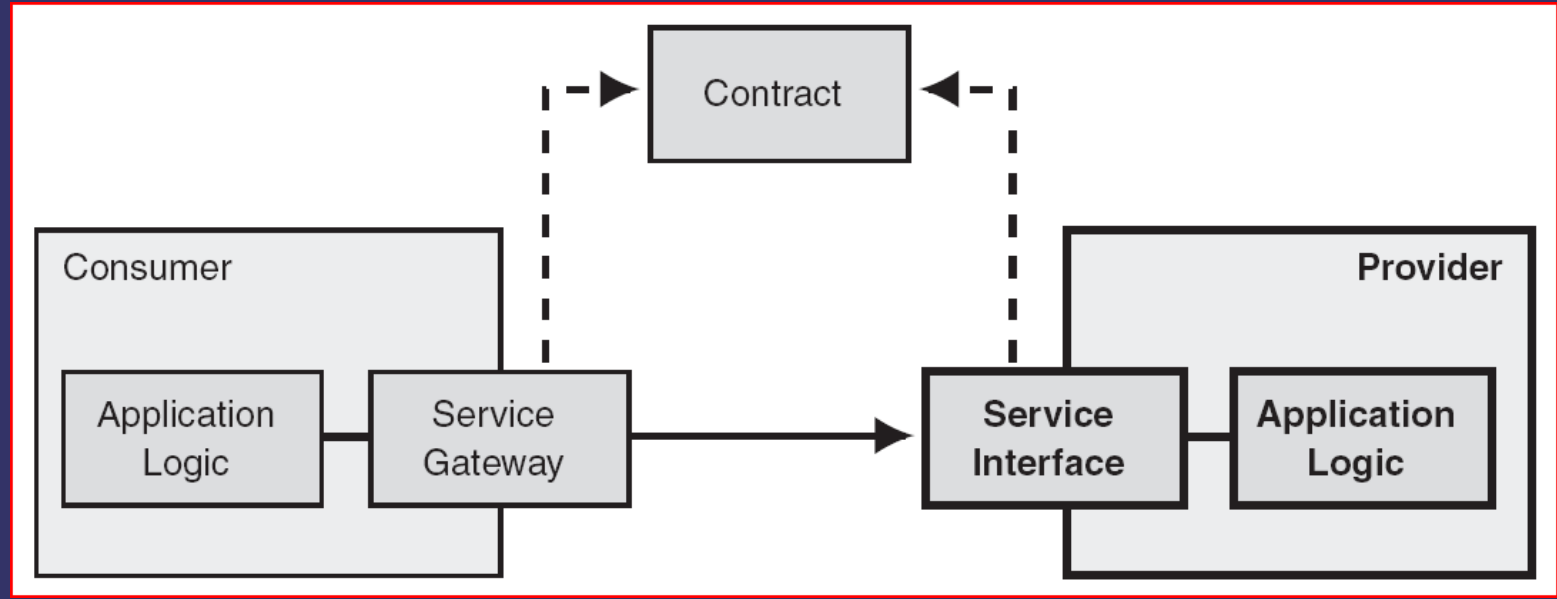 Contract
Consumer
Provider
Application
Logic
Service
Gateway
Service
Interface
Application
Logic